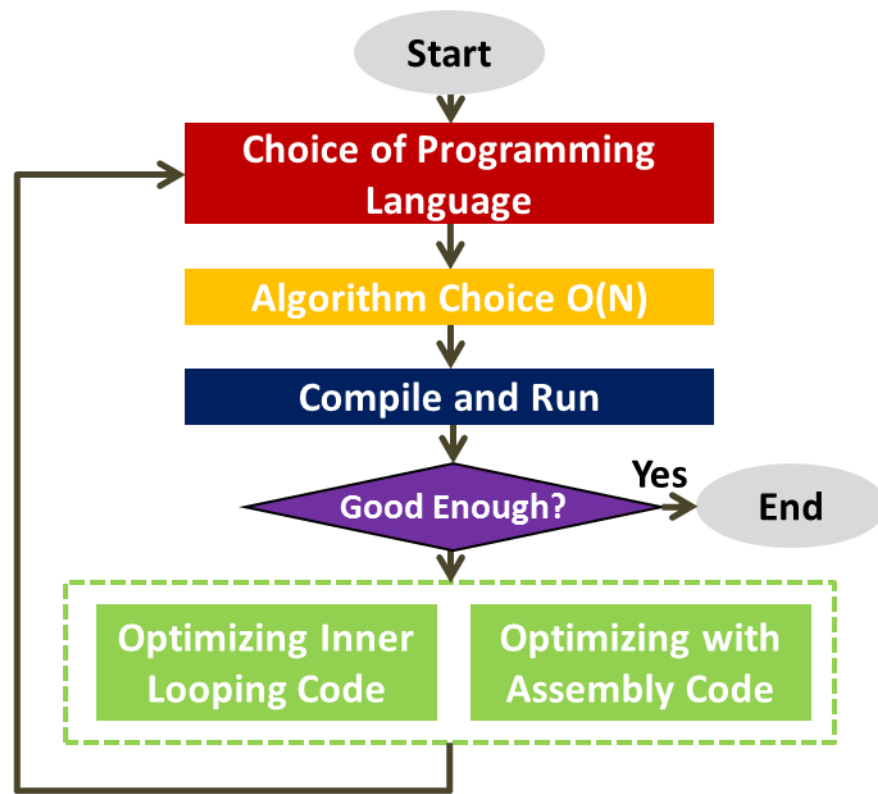 Start
Choice of Programming
Language
Algorithm Choice O(N)
Compile and Run
Good Enough?
Yes
End
Optimizing Inner
Looping Code
Optimizing with
Assembly Code